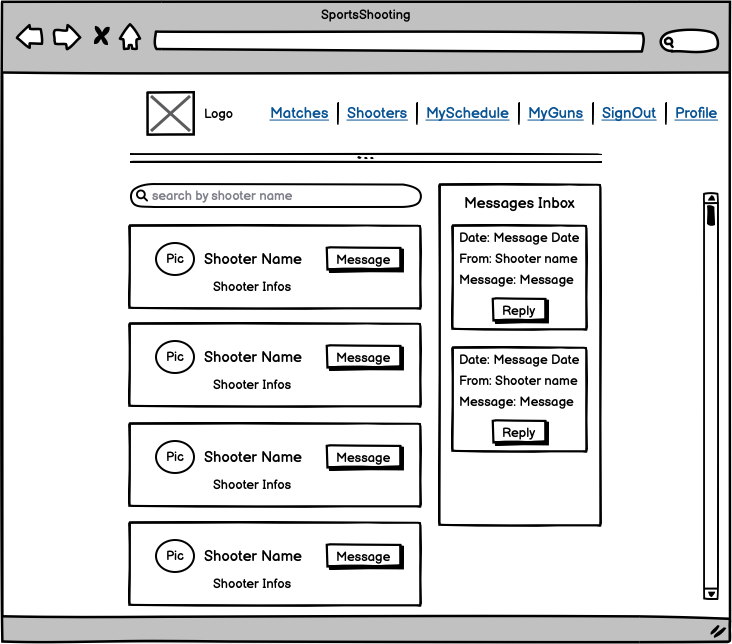 SportsShooting
Logo
Matches
Shooters
MySchedule
MyGuns
SignOut
Profile
search by shooter name
Pic
Shooter Name
Message
Shooter Infos
Pic
Shooter Name
Message
Shooter Infos
Pic
Shooter Name
Message
Shooter Infos
Pic
Shooter Name
Message
Shooter Infos
Messages Inbox
Date: Message Date
From: Shooter name
Message: Message
Reply
Date: Message Date
From: Shooter name
Message: Message
Reply